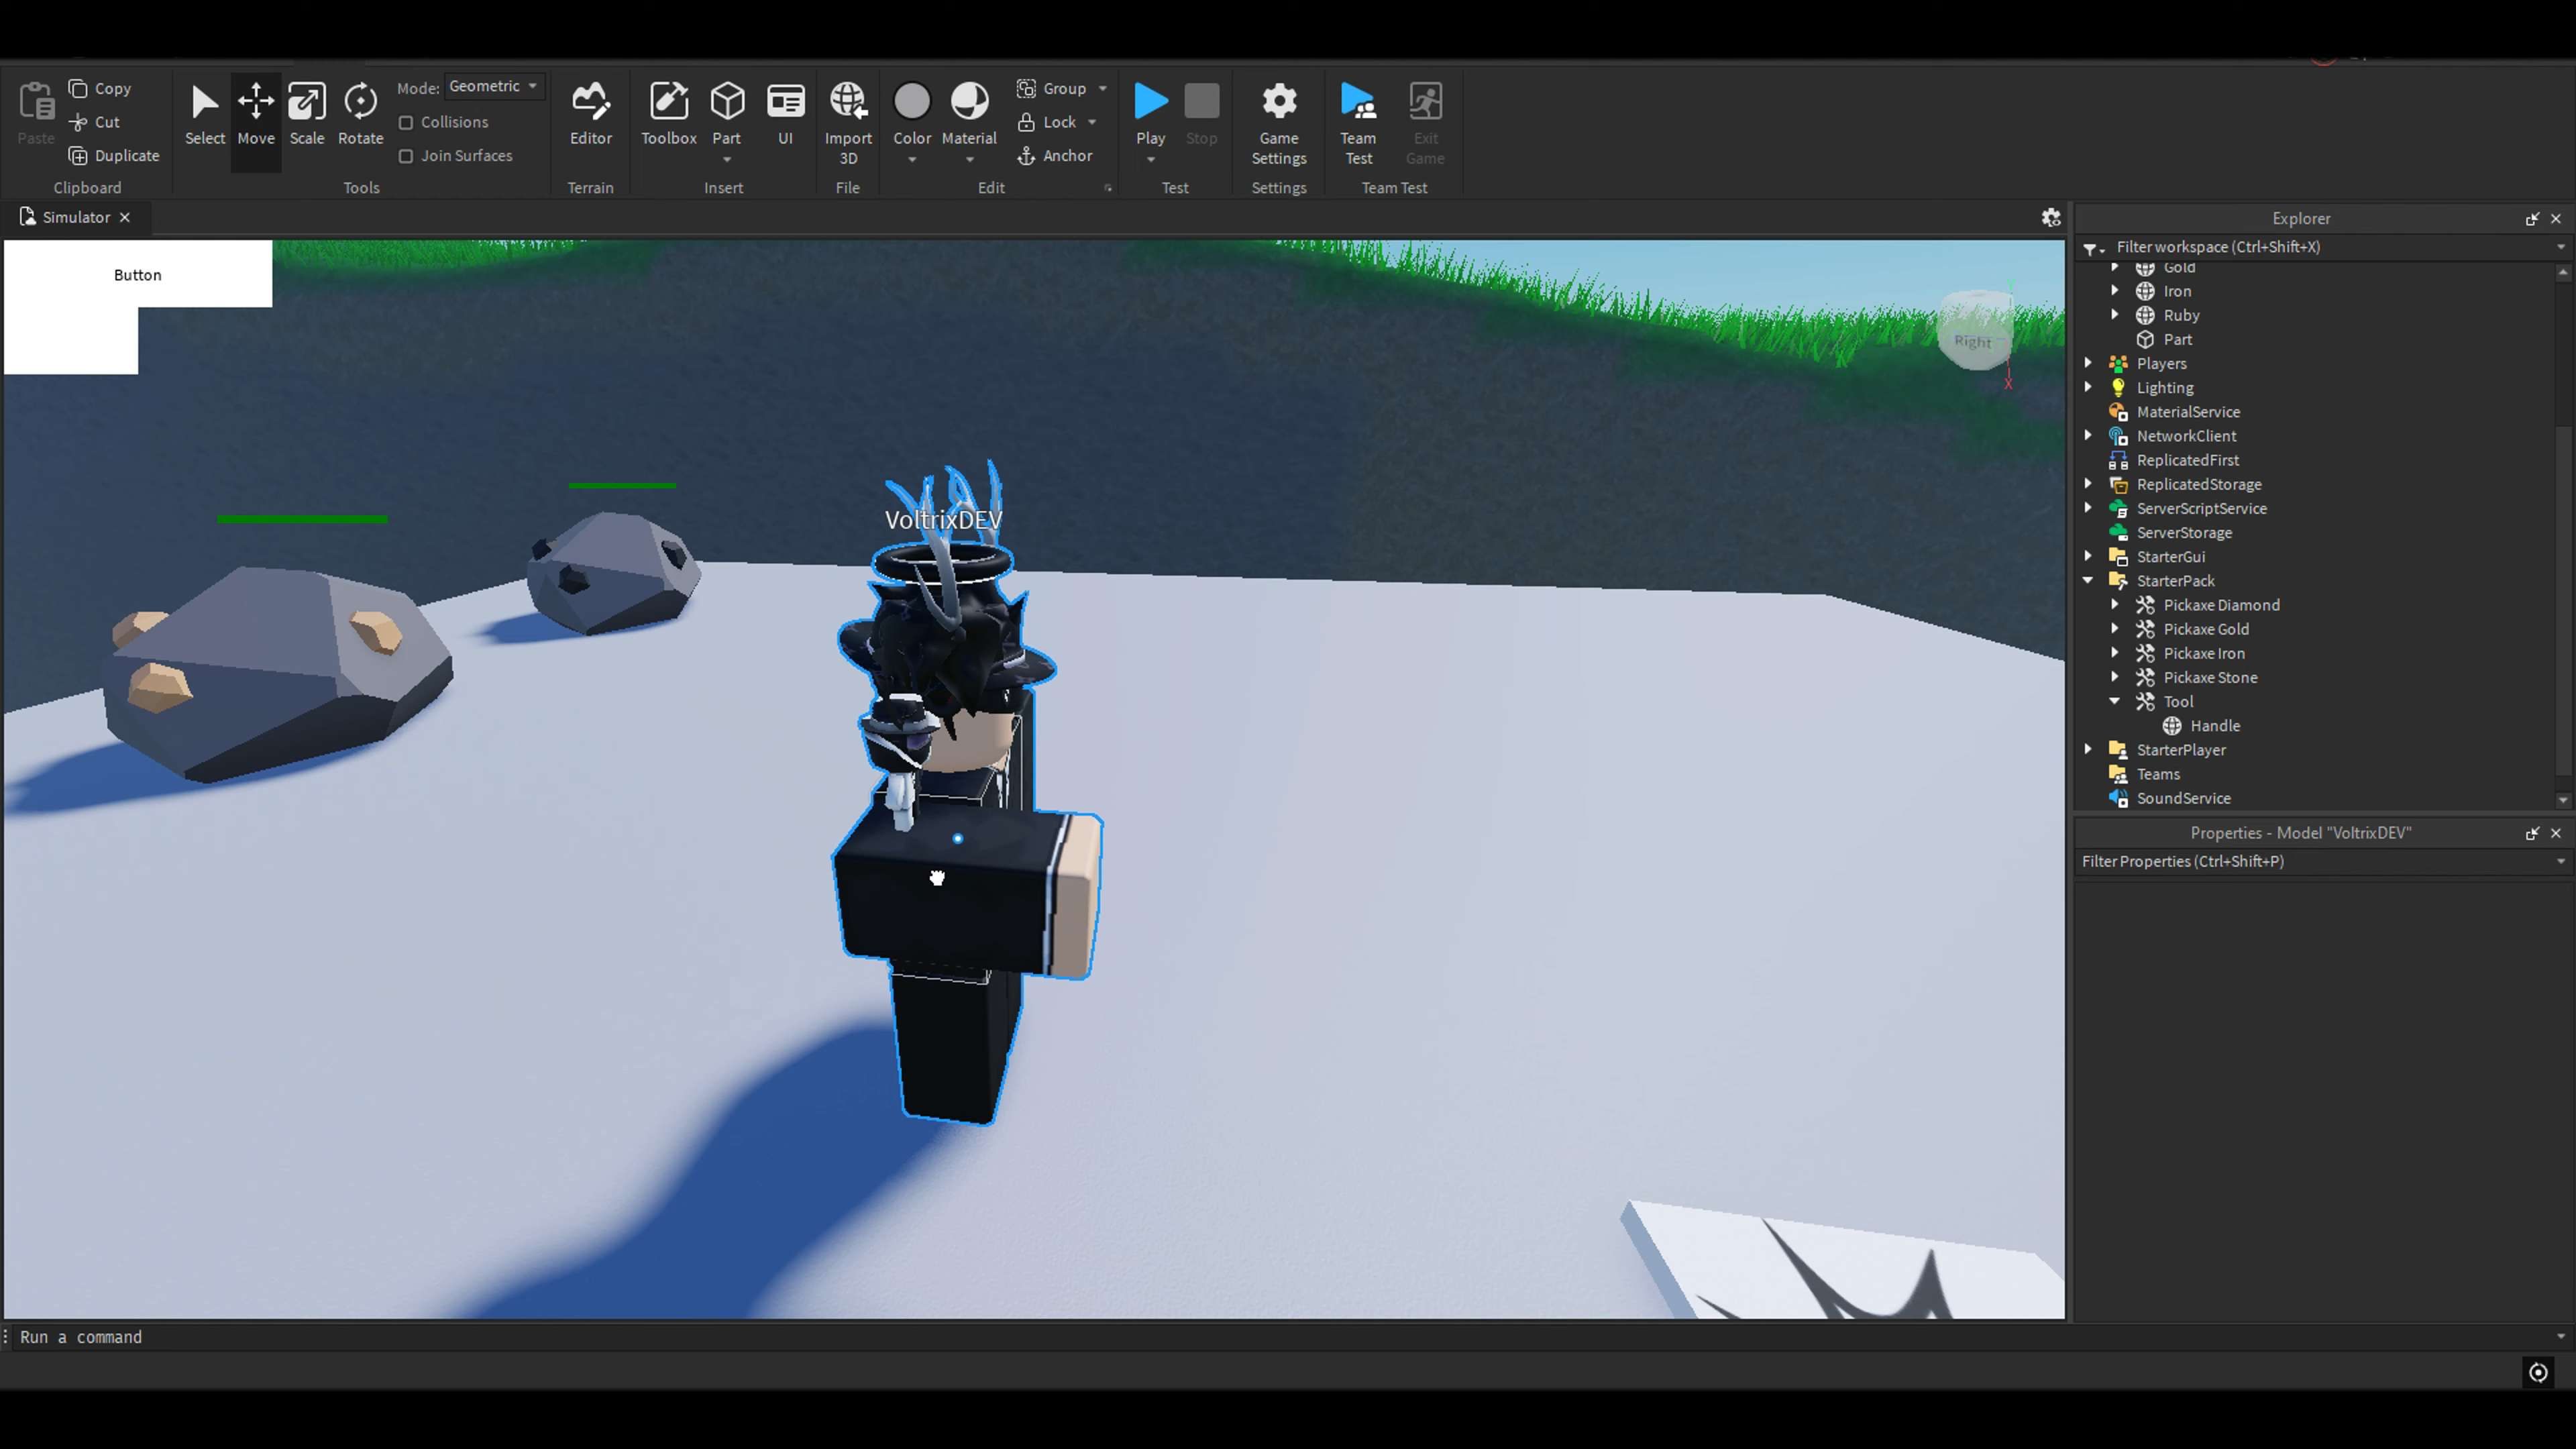 Paste
Copy
Cut
Duplicate
Clipboard
Select
Move
Scale
Rotate
Mode: Geometric
Collisions
Join Surfaces
Tools
Editor
Terrain
Toolbox
Part
UI
Insert
Import
3D
File
Color
Material
Group
Lock
Anchor
Edit
Play
Stop
Test
Game
Settings
Settings
Team
Test
Exit
Game
Team Test
Simulator
Button
VoltrixDEV
Right
X
Explorer
Filter workspace (Ctrl+Shift+X)
Gold
Iron
Ruby
Part
Players
Lighting
MaterialService
NetworkClient
ReplicatedFirst
ReplicatedStorage
ServerScriptService
ServerStorage
StarterGui
StarterPack
Pickaxe Diamond
Pickaxe Gold
Pickaxe Iron
Pickaxe Stone
Tool
Handle
StarterPlayer
Teams
SoundService
Properties - Model "VoltrixDEV"
Filter Properties (Ctrl+Shift+P)
Run a command